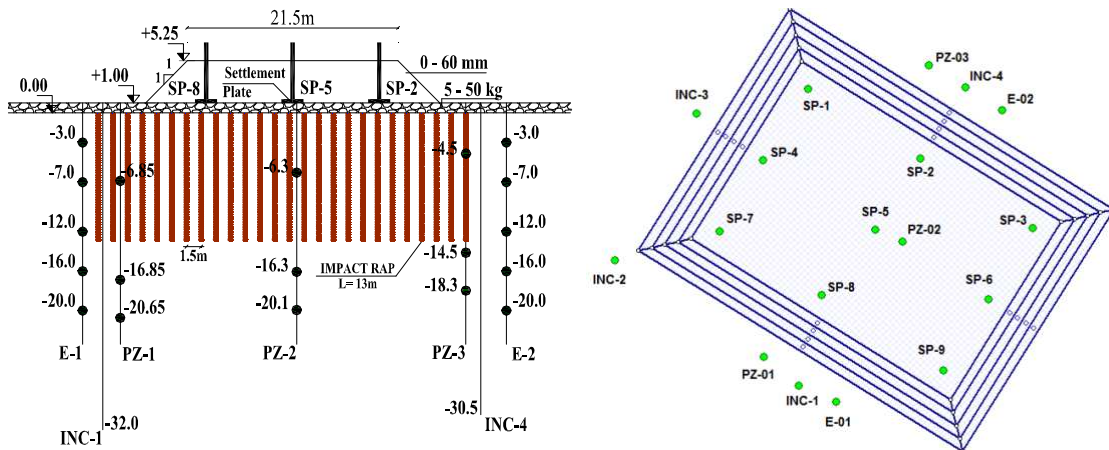 21.5m
+5.25
1
1
0 - 60 mm
SP-8
Settlement
Plate
SP-5
SP-2
0.00
+1.00
5 - 50 kg
-3.0
-7.0
-12.0
-16.0
-20.0
-6.85
-16.85
-20.65
-6.3
-16.3
-20.1
-4.5
-14.5
-18.3
-3.0
-7.0
-12.0
-16.0
-20.0
1.5m
IMPACT RAP
L= 13m
E-1
PZ-1
PZ-2
PZ-3
E-2
-32.0
-30.5
INC-1
INC-4
PZ-03
INC-4
INC-3
SP-1
E-02
SP-4
SP-2
SP-7
SP-5
PZ-02
SP-3
INC-2
SP-8
SP-6
PZ-01
SP-9
INC-1
E-01